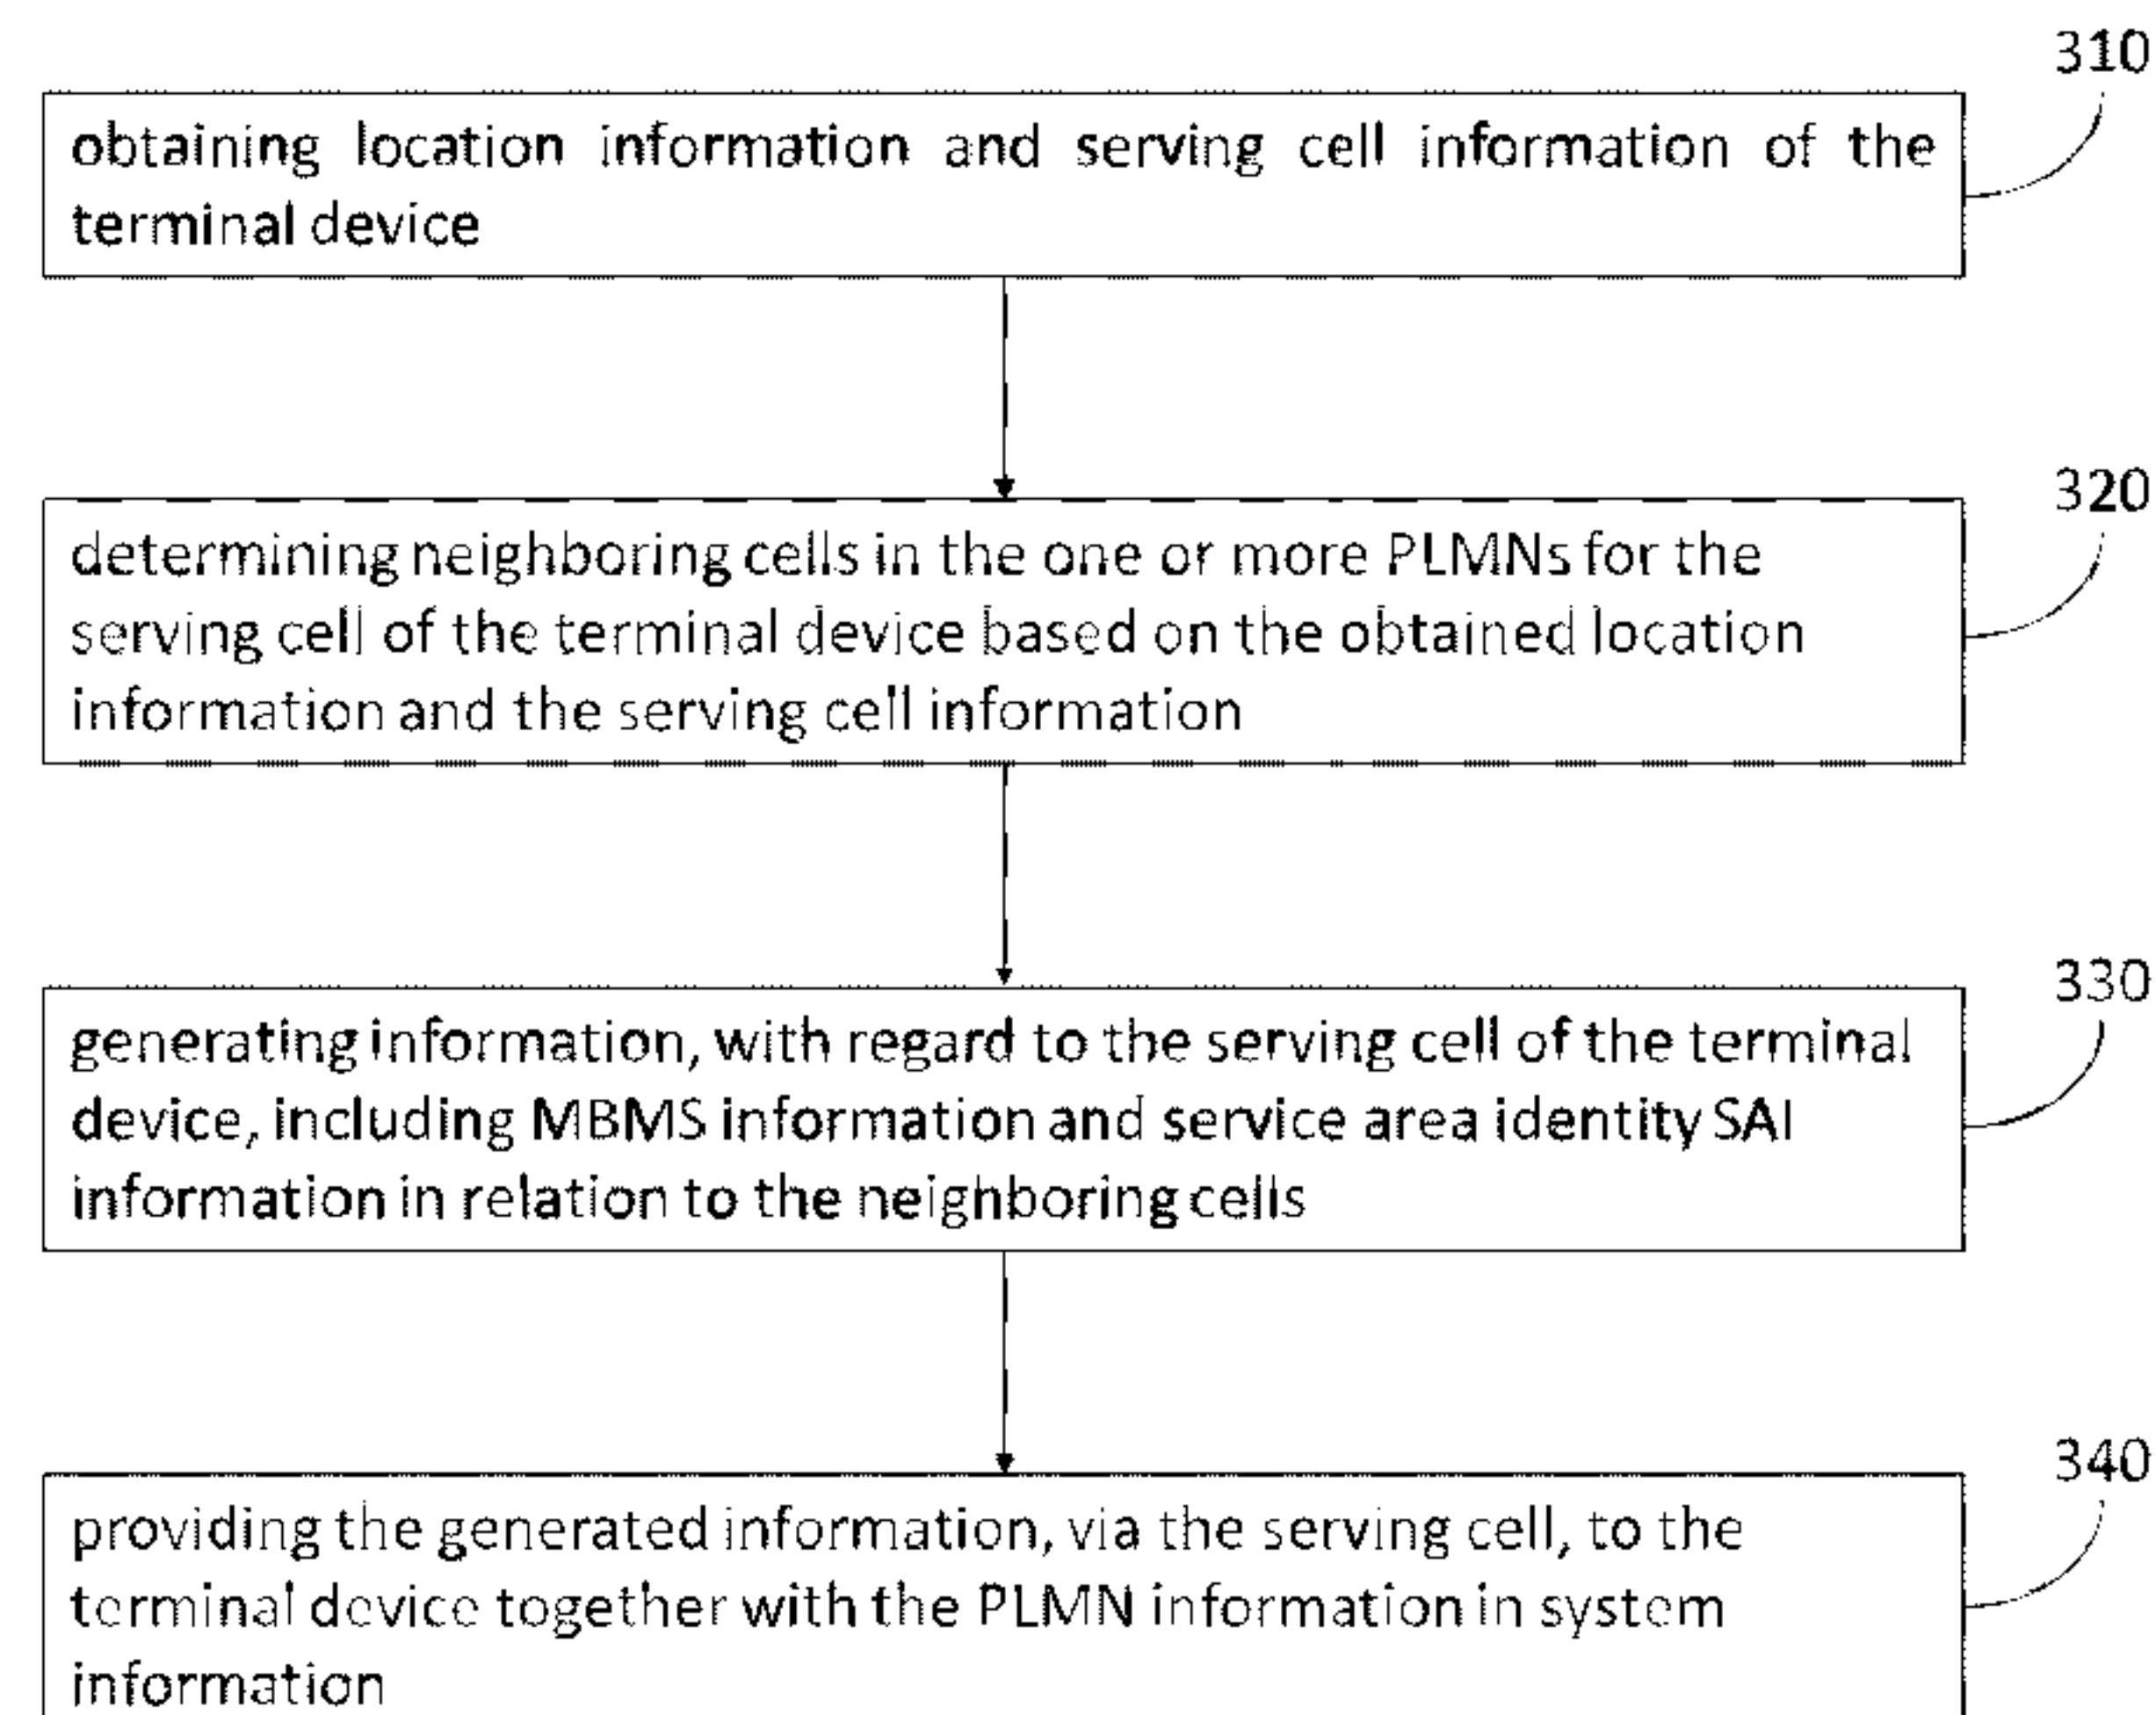 310
obtaining location information and serving cell information of the
terminal device
320
determining neighboring cells in the one or more PLMNs for the
serving cell of the terminal device based on the obtained location
information and the serving cell information
330
generating information, with regard to the serving cell of the terminal
device, including MBMS information and service area identity SAI
information in relation to the neighboring cells
340
providing the generated information, via the serving cell, to the
terminal device together with the PLMN information in system
information